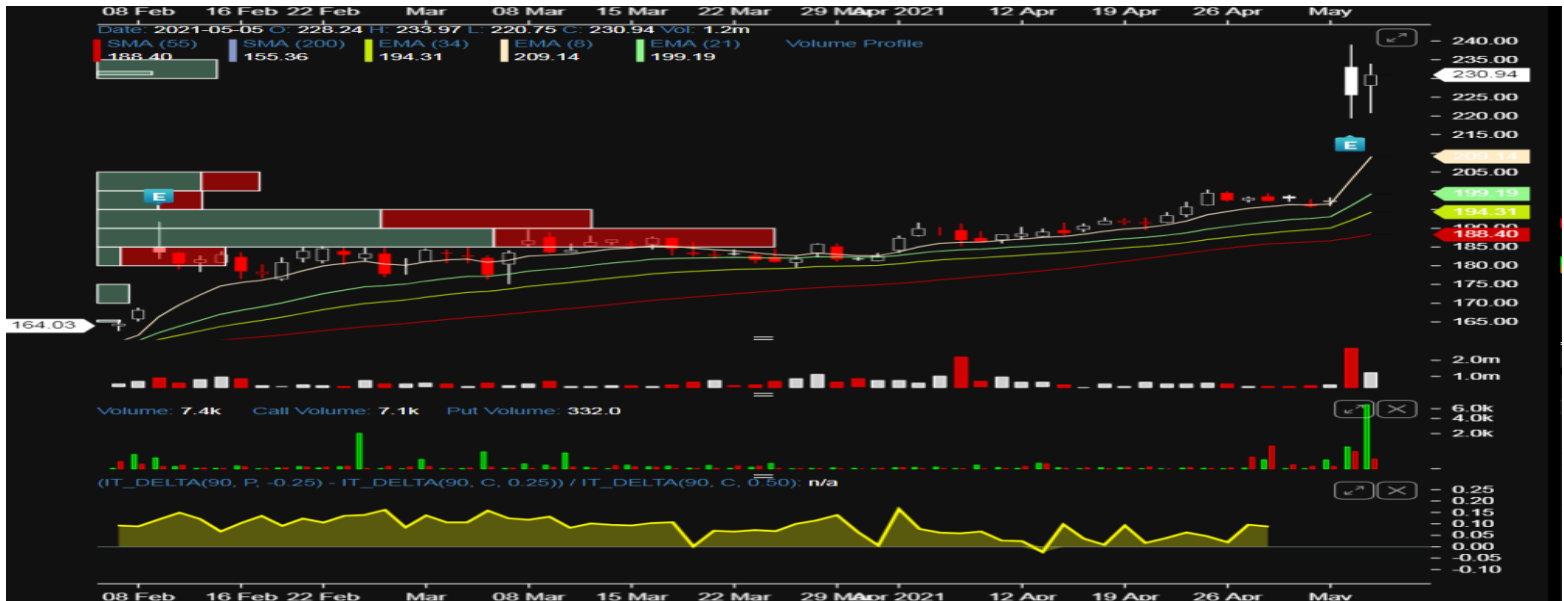 08 Feb 16 Feb 22 Feb Mar 08 Mar 15 Mar 22 Mar 29 Mar Apr 2021 12 Apr 19 Apr 26 Apr May
Date: 2021-05-05 O: 228.24 H: 233.97 L: 220.75 C: 230.94 Vol: 1.2m
SMA (55) SMA (200) EMA (34) EMA (8) EMA (21) Volume Profile
188.40 155.36 194.31 209.14 199.19
240.00
235.00
230.94
225.00
220.00
215.00
E
209.14
205.00
E
199.19
194.31
190.00
188.40
185.00
180.00
175.00
170.00
164.03
165.00
2.0m
1.0m
Volume: 7.4k Call Volume: 7.1k Put Volume: 332.0
6.0k
4.0k
2.0k
(IT_DELTA(90, P, -0.25) - IT_DELTA(90, C, 0.25)) / IT_DELTA(90, C, 0.50): n/a
0.25
0.20
0.15
0.10
0.05
0.00
-0.05
-0.10
08 Feb 16 Feb 22 Feb Mar 08 Mar 15 Mar 22 Mar 29 Mar Apr 2021 12 Apr 19 Apr 26 Apr May